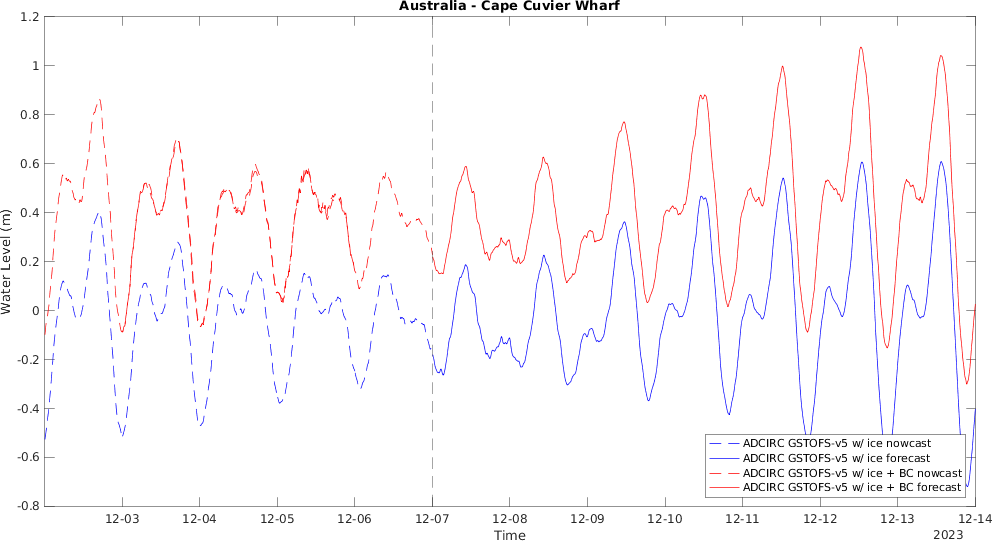 Australia - Cape Cuvier Wharf
1.2
1
0.8
0.6
0.4
0.2
0
-0.2
-0.4
-0.6
-0.8
Water Level (m)
ADCIRC GSTOFS-v5 w/ ice nowcast
ADCIRC GSTOFS-v5 w/ ice forecast
ADCIRC GSTOFS-v5 w/ ice + BC nowcast
ADCIRC GSTOFS-v5 w/ ice + BC forecast
12-03 12-04 12-05 12-06 12-07 12-08 12-09 12-10 12-11 12-12 12-13 12-14
Time
2023